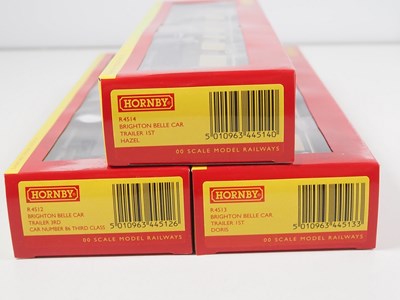 HORNBY
R4514
BRIGHTON BELLE CAR
TRAILER 1ST
HAZEL
5 010963 445140
00 SCALE MODEL RAILWAYS
HORNBY
R4512
BRIGHTON BELLE CAR
TRAILER 3RD
CAR NUMBER 86 THIRD CLASS
5 010963 445126
00 SCALE MODEL RAILWAYS
HORNBY
R4513
BRIGHTON BELLE CAR
TRAILER 1ST
DORIS
5 010963 445133
00 SCALE MODEL RAILWAYS